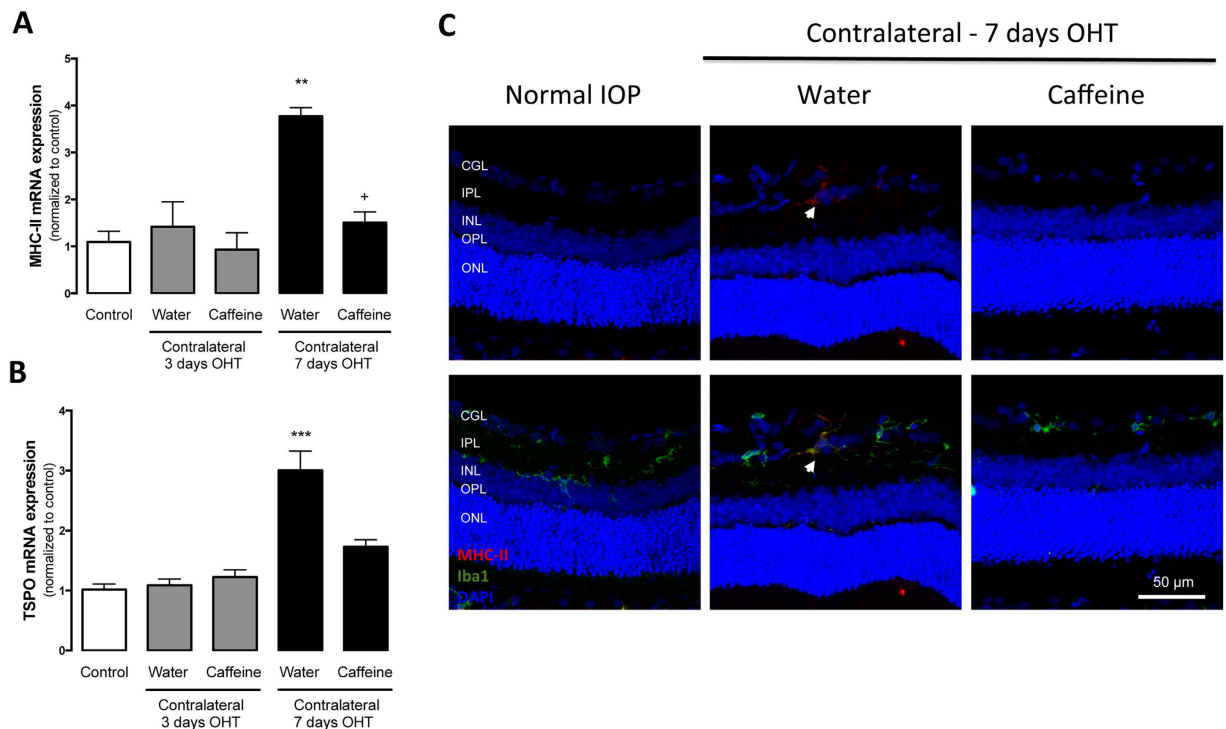 A
MHC-II mRNA expression
(normalized to control)
5
4
3
2
1
0
**
+
Control
Water
Caffeine
Water
Caffeine
Contralateral
3 days OHT
Contralateral
7 days OHT
B
TSPO mRNA expression
(normalized to control)
4
3
2
1
0
***
Control
Water
Caffeine
Water
Caffeine
Contralateral
3 days OHT
Contralateral
7 days OHT
C
Contralateral - 7 days OHT
Normal IOP
Water
Caffeine
CGL
IPL
INL
OPL
ONL
CGL
IPL
INL
OPL
ONL
MHC-II
Iba1
DAPI
50 µm